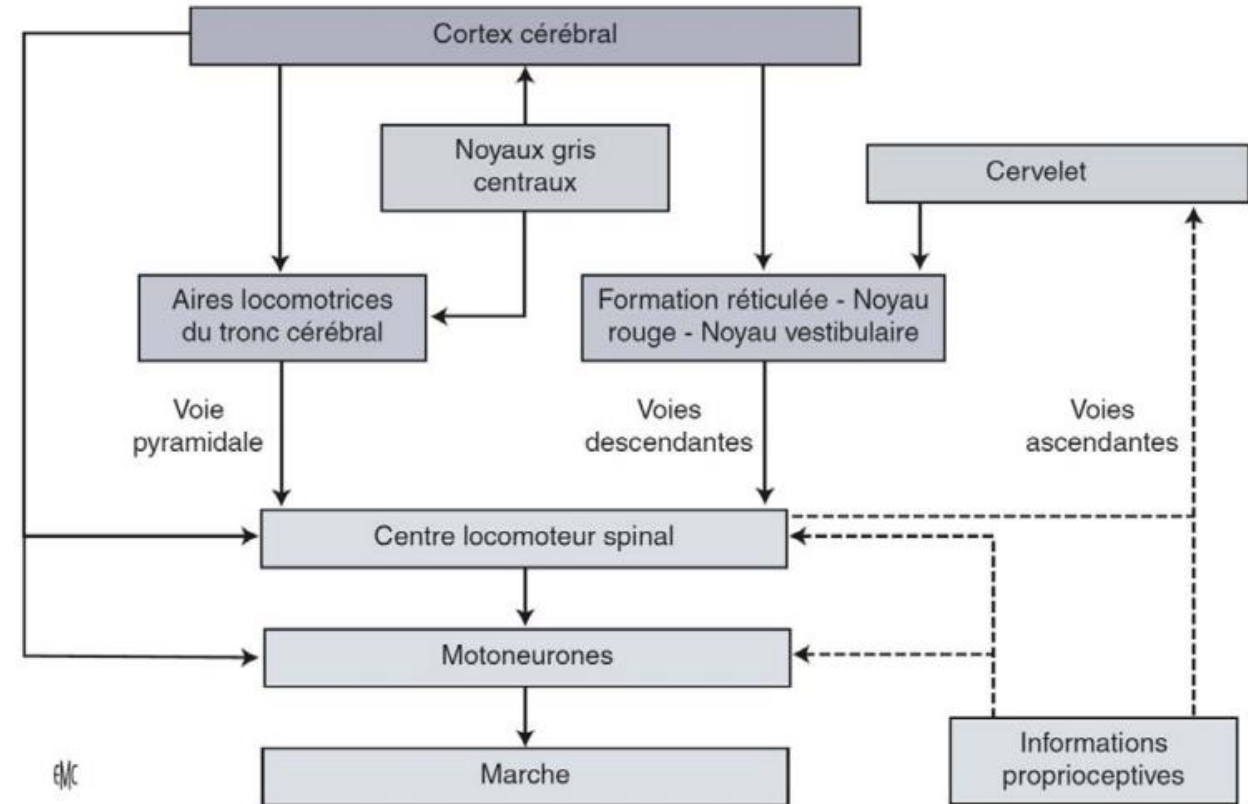 Cortex cérébral
Noyaux gris
centraux
Cervelet
Aires locomotrices
du tronc cérébral
Formation réticulée - Noyau
rouge - Noyau vestibulaire
Voie
pyramidale
Voies
descendantes
Voies
ascendantes
Centre locomoteur spinal
Motoneurones
Informations
proprioceptives
Marche
EMC